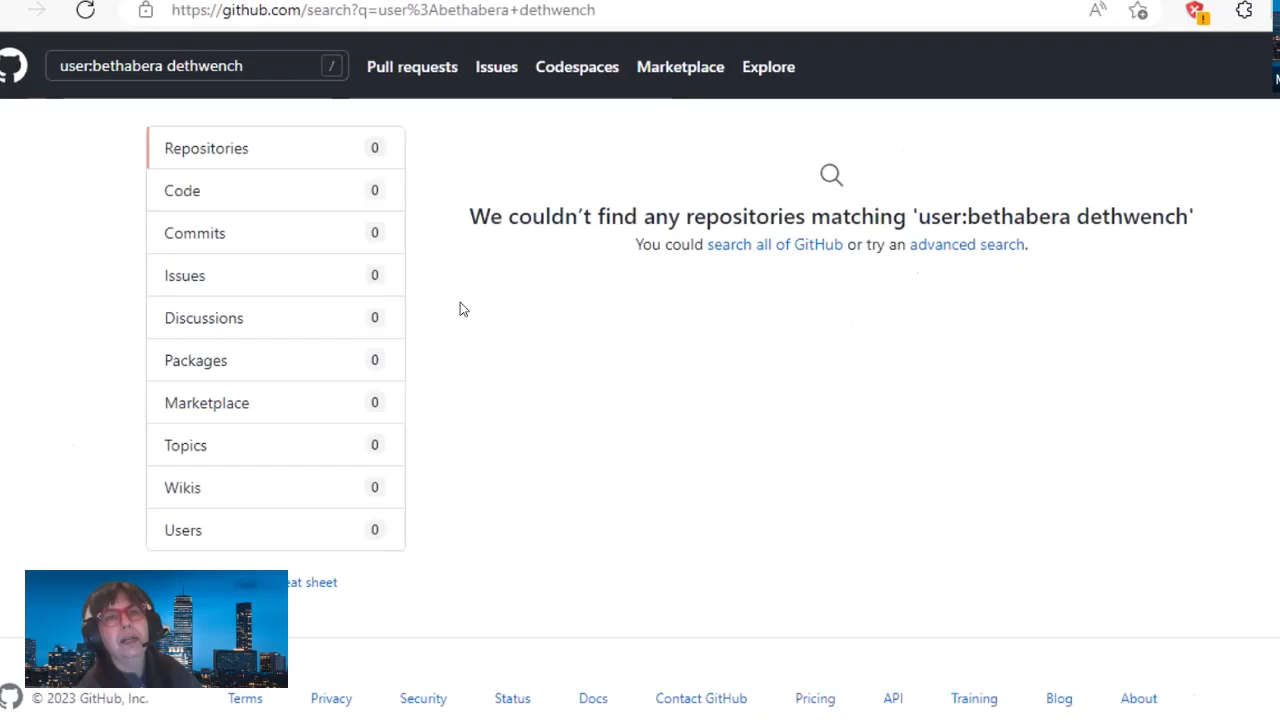 https://github.com/search?q=user%3Abethabera+dethwench
user:bethabera dethwench
/
Pull requests
Issues
Codespaces
Marketplace
Explore
Repositories 0
Code 0
Commits 0
Issues 0
Discussions 0
Packages 0
Marketplace 0
Topics 0
Wikis 0
Users 0
We couldn’t find any repositories matching 'user:bethabera dethwench'
You could search all of GitHub or try an advanced search.
eat sheet
© 2023 GitHub, Inc.
Terms
Privacy
Security
Status
Docs
Contact GitHub
Pricing
API
Training
Blog
About